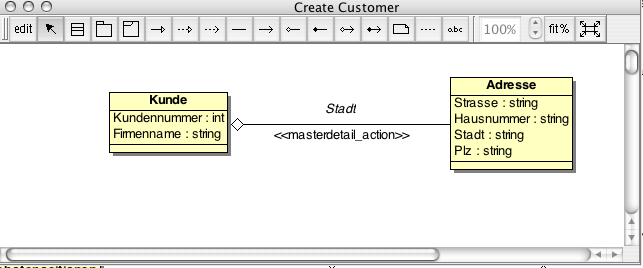 Create Customer
edit abc 100% fit%
Kunde
Kundennummer : int
Firmenname : string
Stadt
<<masterdetail_action>>
Adresse
Strasse : string
Hausnummer : string
Stadt : string
Plz : string